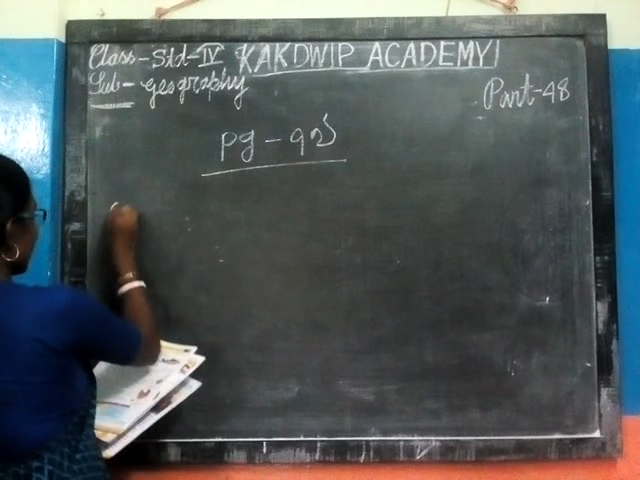 Class-Std-IV, KAKDWIP ACADEMY
Sub- geography
Part-48
pg-